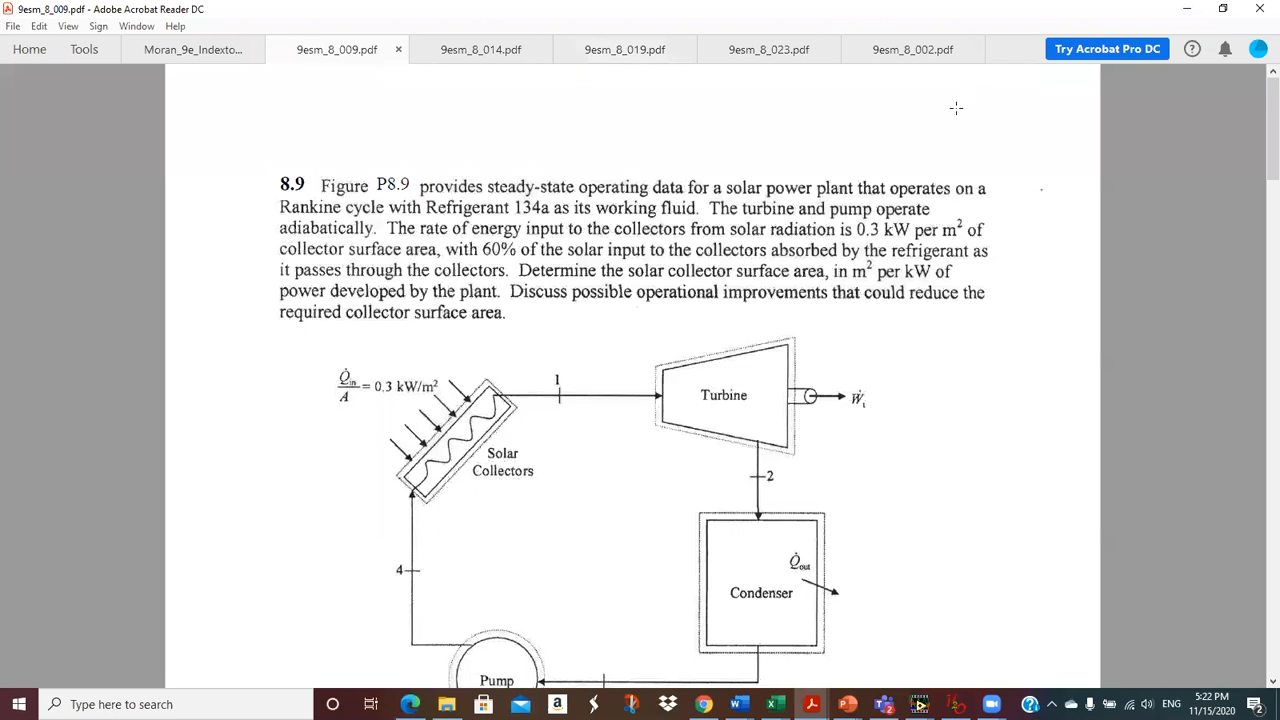 9esm_8_009.pdf - Adobe Acrobat Reader DC
File Edit View Sign Window Help
Home Tools Moran_9e_Indexto... 9esm_8_009.pdf × 9esm_8_014.pdf 9esm_8_019.pdf 9esm_8_023.pdf 9esm_8_002.pdf Try Acrobat Pro DC
8.9 Figure P8.9 provides steady-state operating data for a solar power plant that operates on a
Rankine cycle with Refrigerant 134a as its working fluid. The turbine and pump operate
adiabatically. The rate of energy input to the collectors from solar radiation is 0.3 kW per m² of
collector surface area, with 60% of the solar input to the collectors absorbed by the refrigerant as
it passes through the collectors. Determine the solar collector surface area, in m² per kW of
power developed by the plant. Discuss possible operational improvements that could reduce the
required collector surface area.
Q̇in/A = 0.3 kW/m²
1
Turbine
Ẇt
Solar
Collectors
2
Q̇out
4
Condenser
Pump
Type here to search
ENG
5:22 PM
11/15/2020